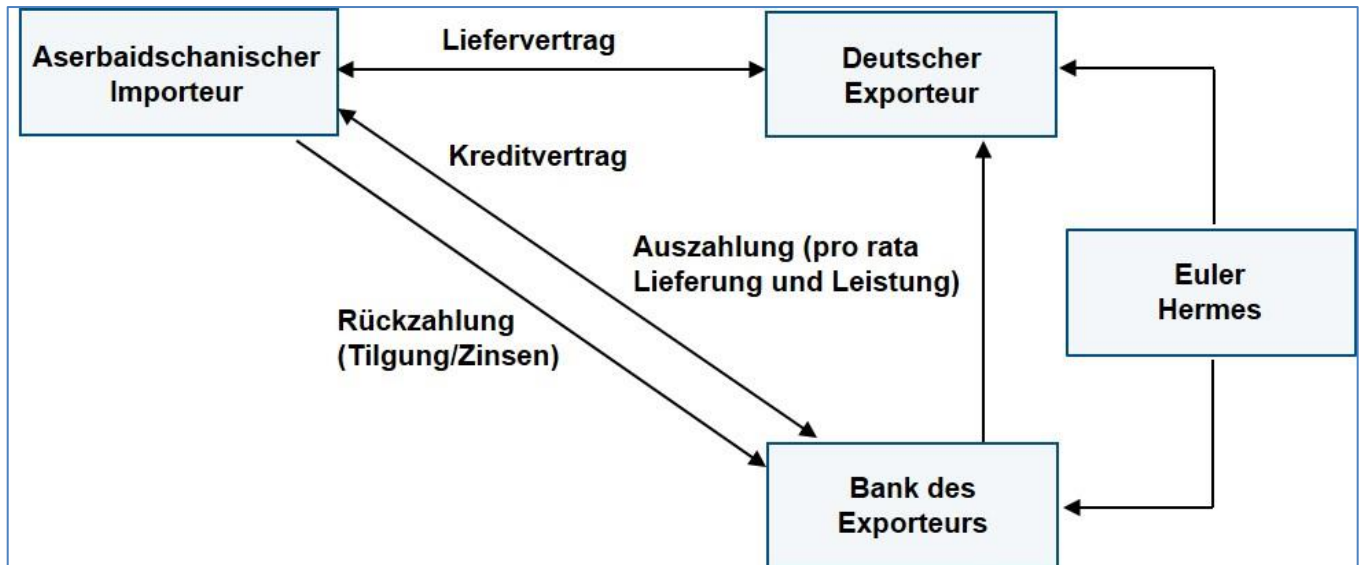 Aserbaidschanischer
Importeur
Liefervertrag
Deutscher
Exporteur
Kreditvertrag
Auszahlung (pro rata
Lieferung und Leistung)
Euler
Hermes
Rückzahlung
(Tilgung/Zinsen)
Bank des
Exporteurs